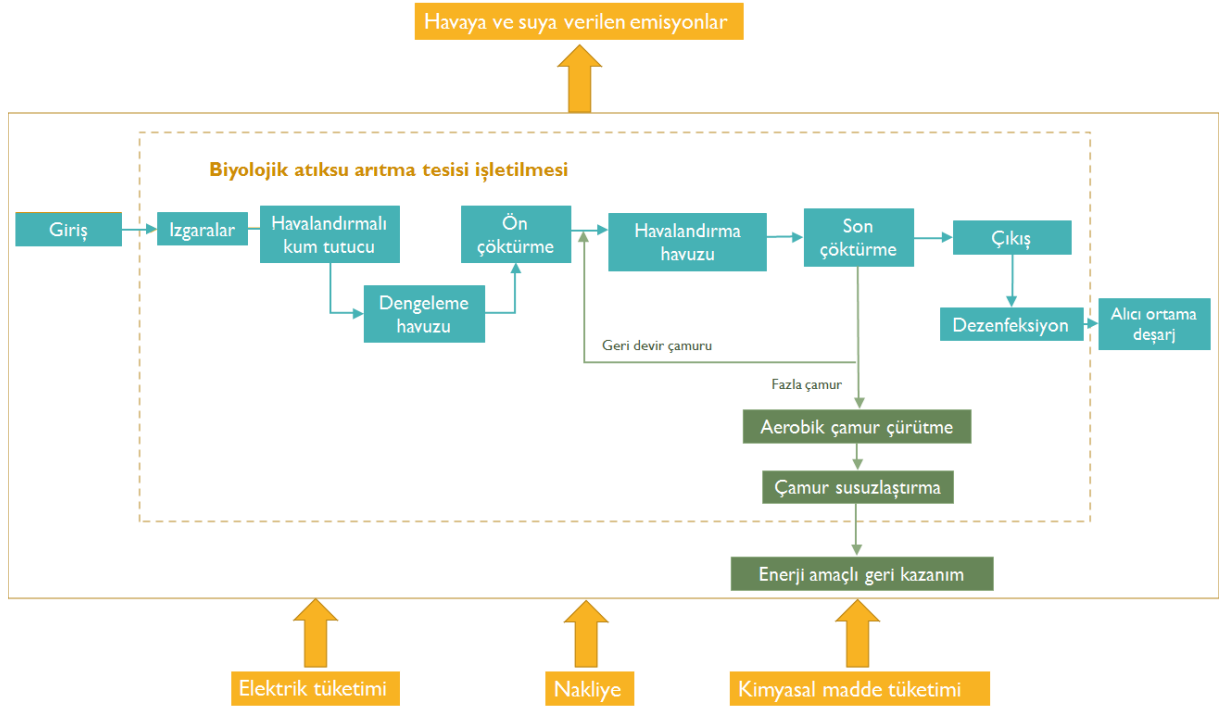 Havaya ve suya verilen emisyonlar
Biyolojik atıksu arıtma tesisi işletilmesi
Giriş
Izgaralar
Havalandırmalı
kum tutucu
Dengeleme
havuzu
Ön
çöktürme
Havalandırma
havuzu
Son
çöktürme
Çıkış
Dezenfeksiyon
Alıcı ortama
deşarj
Geri devir çamuru
Fazla çamur
Aerobik çamur çürütme
Çamur susuzlaştırma
Enerji amaçlı geri kazanım
Elektrik tüketimi
Nakliye
Kimyasal madde tüketimi